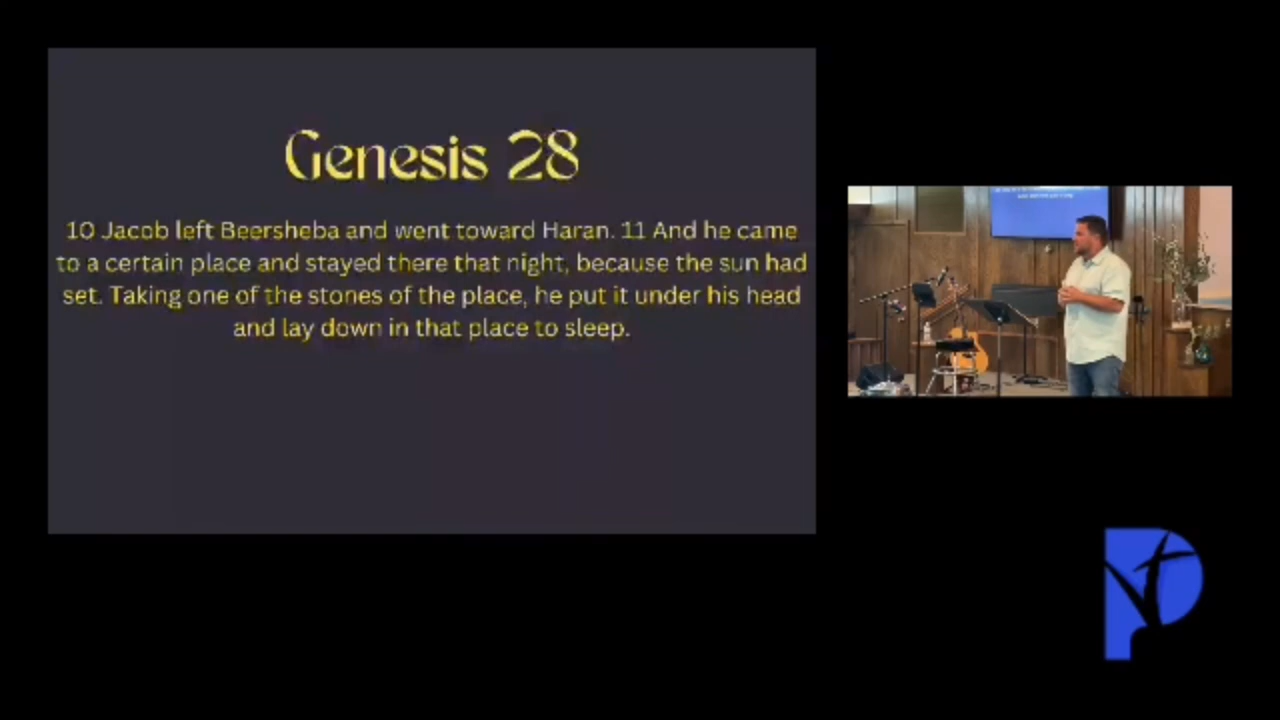 Genesis 28
10 Jacob left Beersheba and went toward Haran. 11 And he came
to a certain place and stayed there that night, because the sun had
set. Taking one of the stones of the place, he put it under his head
and lay down in that place to sleep.